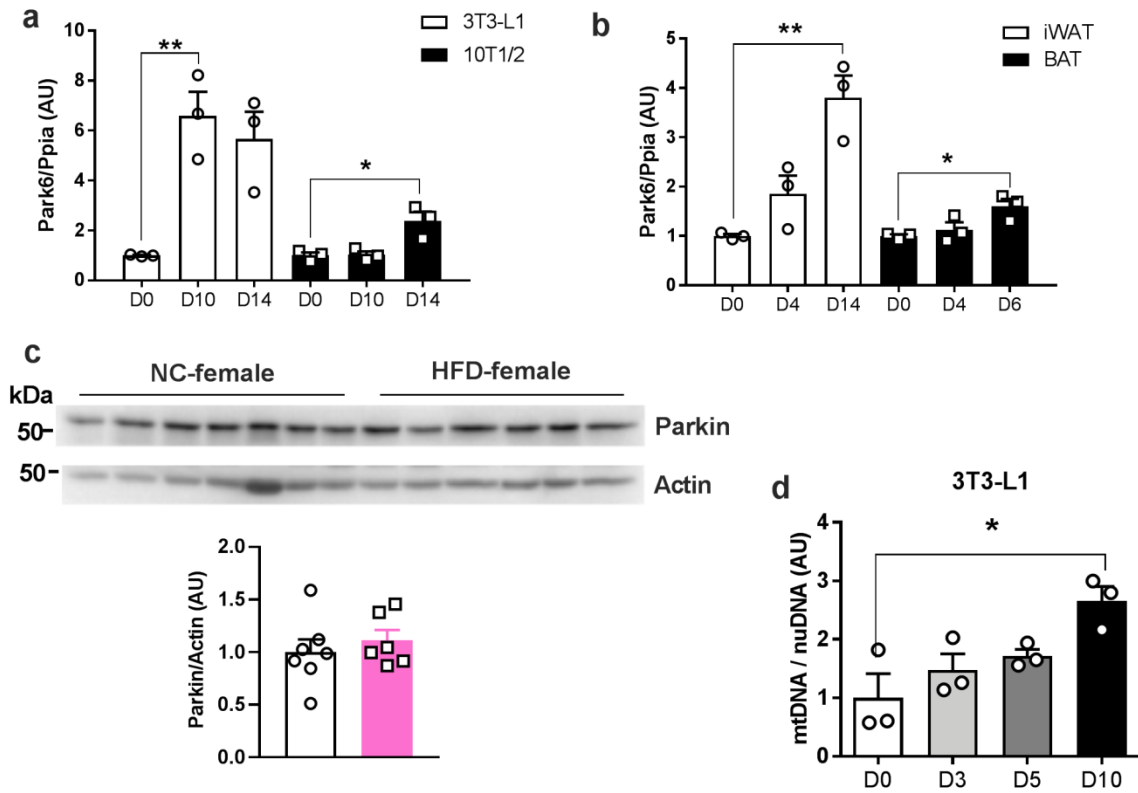 a
3T3-L1
10T1/2
Park6/Ppia (AU)
10
8
6
4
2
0
**
*
D0 D10 D14 D0 D10 D14
b
iWAT
BAT
Park6/Ppia (AU)
5
4
3
2
1
0
**
*
D0 D4 D14 D0 D4 D6
c
NC-female HFD-female
kDa
50 Parkin
50 Actin
Parkin/Actin (AU)
2.0
1.5
1.0
0.5
0.0
d
3T3-L1
mtDNA / nuDNA (AU)
4
3
2
1
0
*
D0 D3 D5 D10